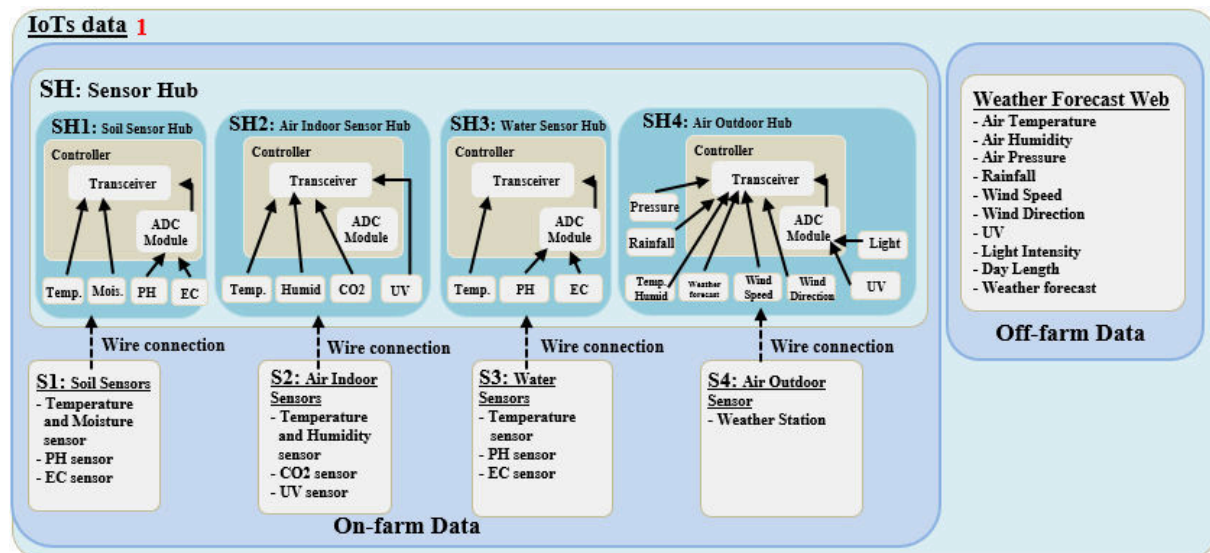 IoTs data 1
SH: Sensor Hub
SH1: Soil Sensor Hub
Controller
Transceiver
ADC
Module
Temp.
Mois.
PH
EC
SH2: Air Indoor Sensor Hub
Controller
Transceiver
ADC
Module
Temp.
Humid
CO2
UV
SH3: Water Sensor Hub
Controller
Transceiver
ADC
Module
Temp.
PH
EC
SH4: Air Outdoor Hub
Controller
Transceiver
Pressure
Rainfall
ADC
Module
Light
Temp.
Humid
Weather
forecast
Wind
Speed
Wind
Direction
UV
Wire connection
Wire connection
Wire connection
Wire connection
S1: Soil Sensors
- Temperature
and Moisture
sensor
- PH sensor
- EC sensor
S2: Air Indoor
Sensors
- Temperature
and Humidity
sensor
- CO2 sensor
- UV sensor
S3: Water
Sensors
- Temperature
sensor
- PH sensor
- EC sensor
S4: Air Outdoor
Sensor
- Weather Station
On-farm Data
Weather Forecast Web
- Air Temperature
- Air Humidity
- Air Pressure
- Rainfall
- Wind Speed
- Wind Direction
- UV
- Light Intensity
- Day Length
- Weather forecast
Off-farm Data